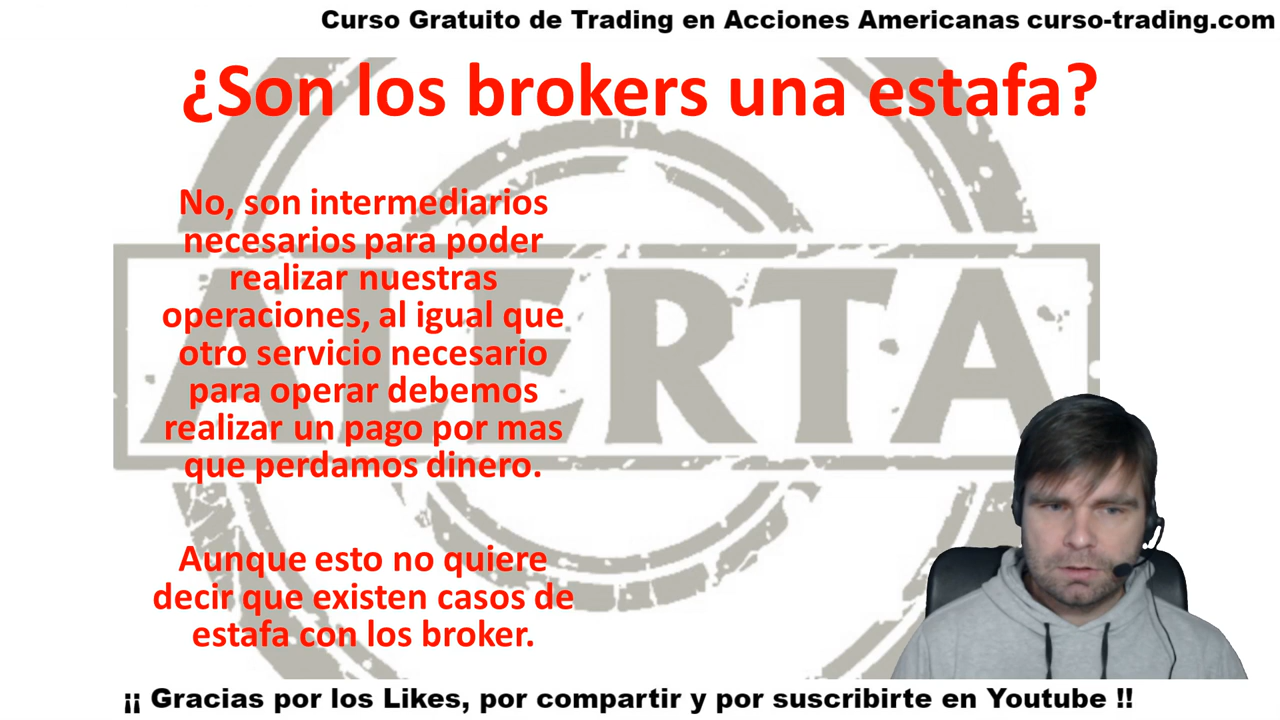 Curso Gratuito de Trading en Acciones Americanas curso-trading.com
¿Son los brokers una estafa?
No, son intermediarios
necesarios para poder
realizar nuestras
operaciones, al igual que
otro servicio necesario
para operar debemos
realizar un pago por mas
que perdamos dinero.
ALERTA
Aunque esto no quiere
decir que existen casos de
estafa con los broker.
¡¡ Gracias por los Likes, por compartir y por suscribirte en Youtube !!